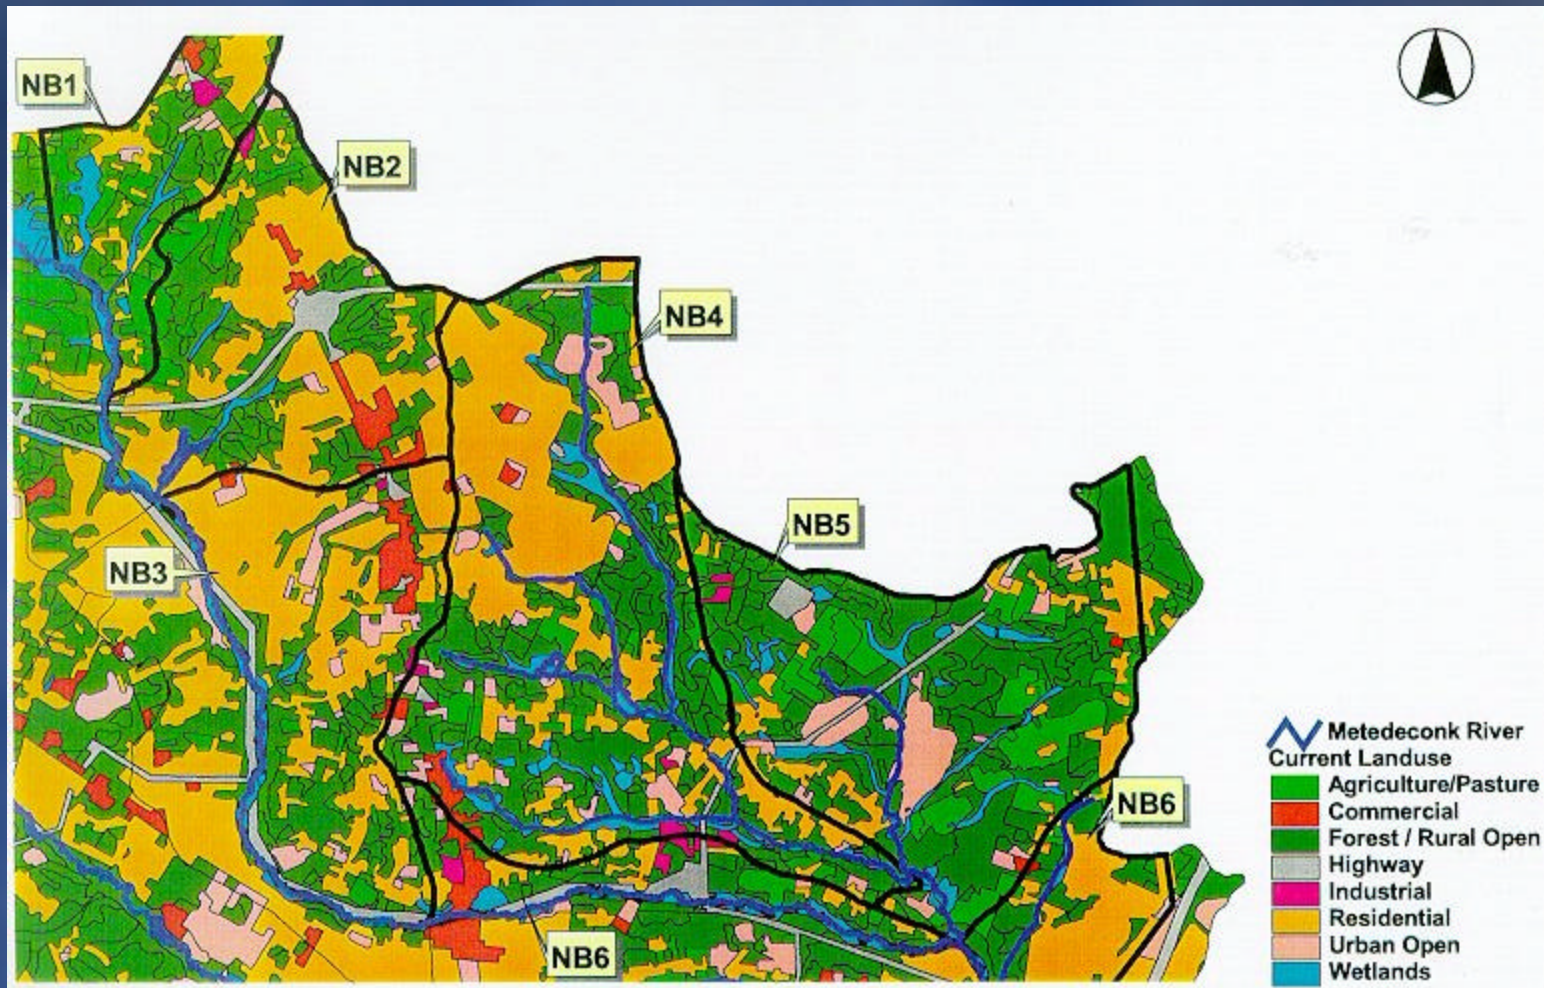 NB1
NB2
NB4
NB5
NB3
NB6
NB6
Metedeconk River
Current Landuse
Agriculture/Pasture
Commercial
Forest / Rural Open
Highway
Industrial
Residential
Urban Open
Wetlands